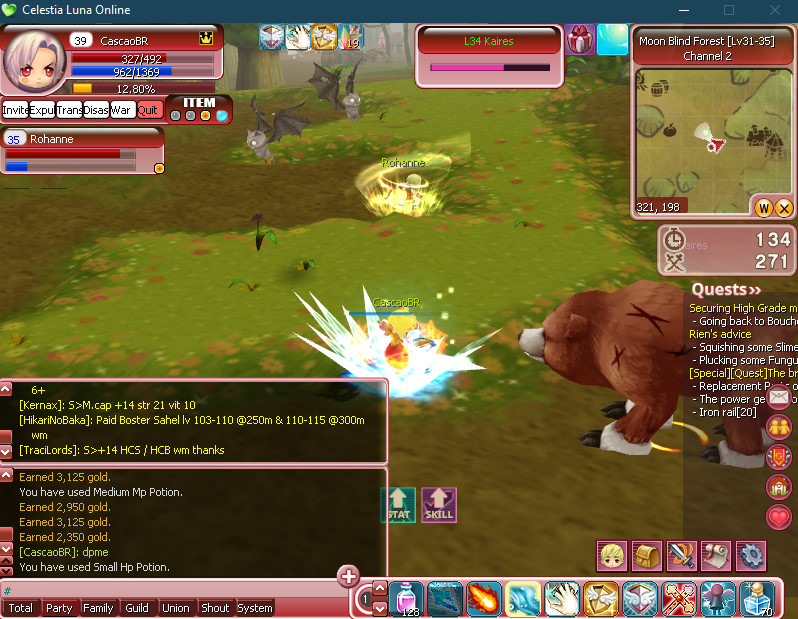 Celestia Luna Online
39 CascaoBR
327/492
962/1369
12.80%
Invite Expu Trans Disas War Quit
ITEM
35 Rohanne
19
L34 Kaires
Moon Blind Forest [Lv31-35]
Channel 2
321, 198
W X
Rohanne
CascaoBR
134
271
Quests>>
Securing High Grade m
- Going back to Bouche
Rien's advice
- Squishing some Slime
- Plucking some Fungu
[Special][Quest]The br
- Replacement
- The power ge
- Iron rail[20]
6+
[Kernax]: S>M.cap +14 str 21 vit 10
[HikariNoBaka]: Paid Boster Sahel lv 103-110 @250m & 110-115 @300m
wm
[TraciLords]: S>+14 HCS / HCB wm thanks
Earned 3,125 gold.
You have used Medium Mp Potion.
Earned 2,950 gold.
Earned 3,125 gold.
Earned 2,350 gold.
[CascaoBR]: dpme
You have used Small Hp Potion.
STAT SKILL
#
Total Party Family Guild Union Shout System
1
128
70